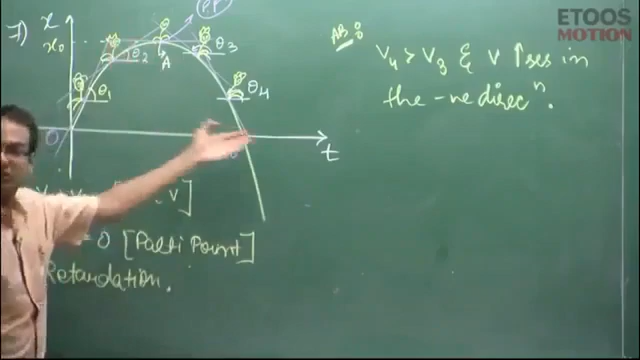 ETOOS
MOTION
x
x₀
(P.P)
θ1
θ2
A
θ3
θ4
O
t
AB:
V₄ > V₃ & V ↑ses in
the -ve direcⁿ.
V]
= 0 [Palti Point]
Retardation.